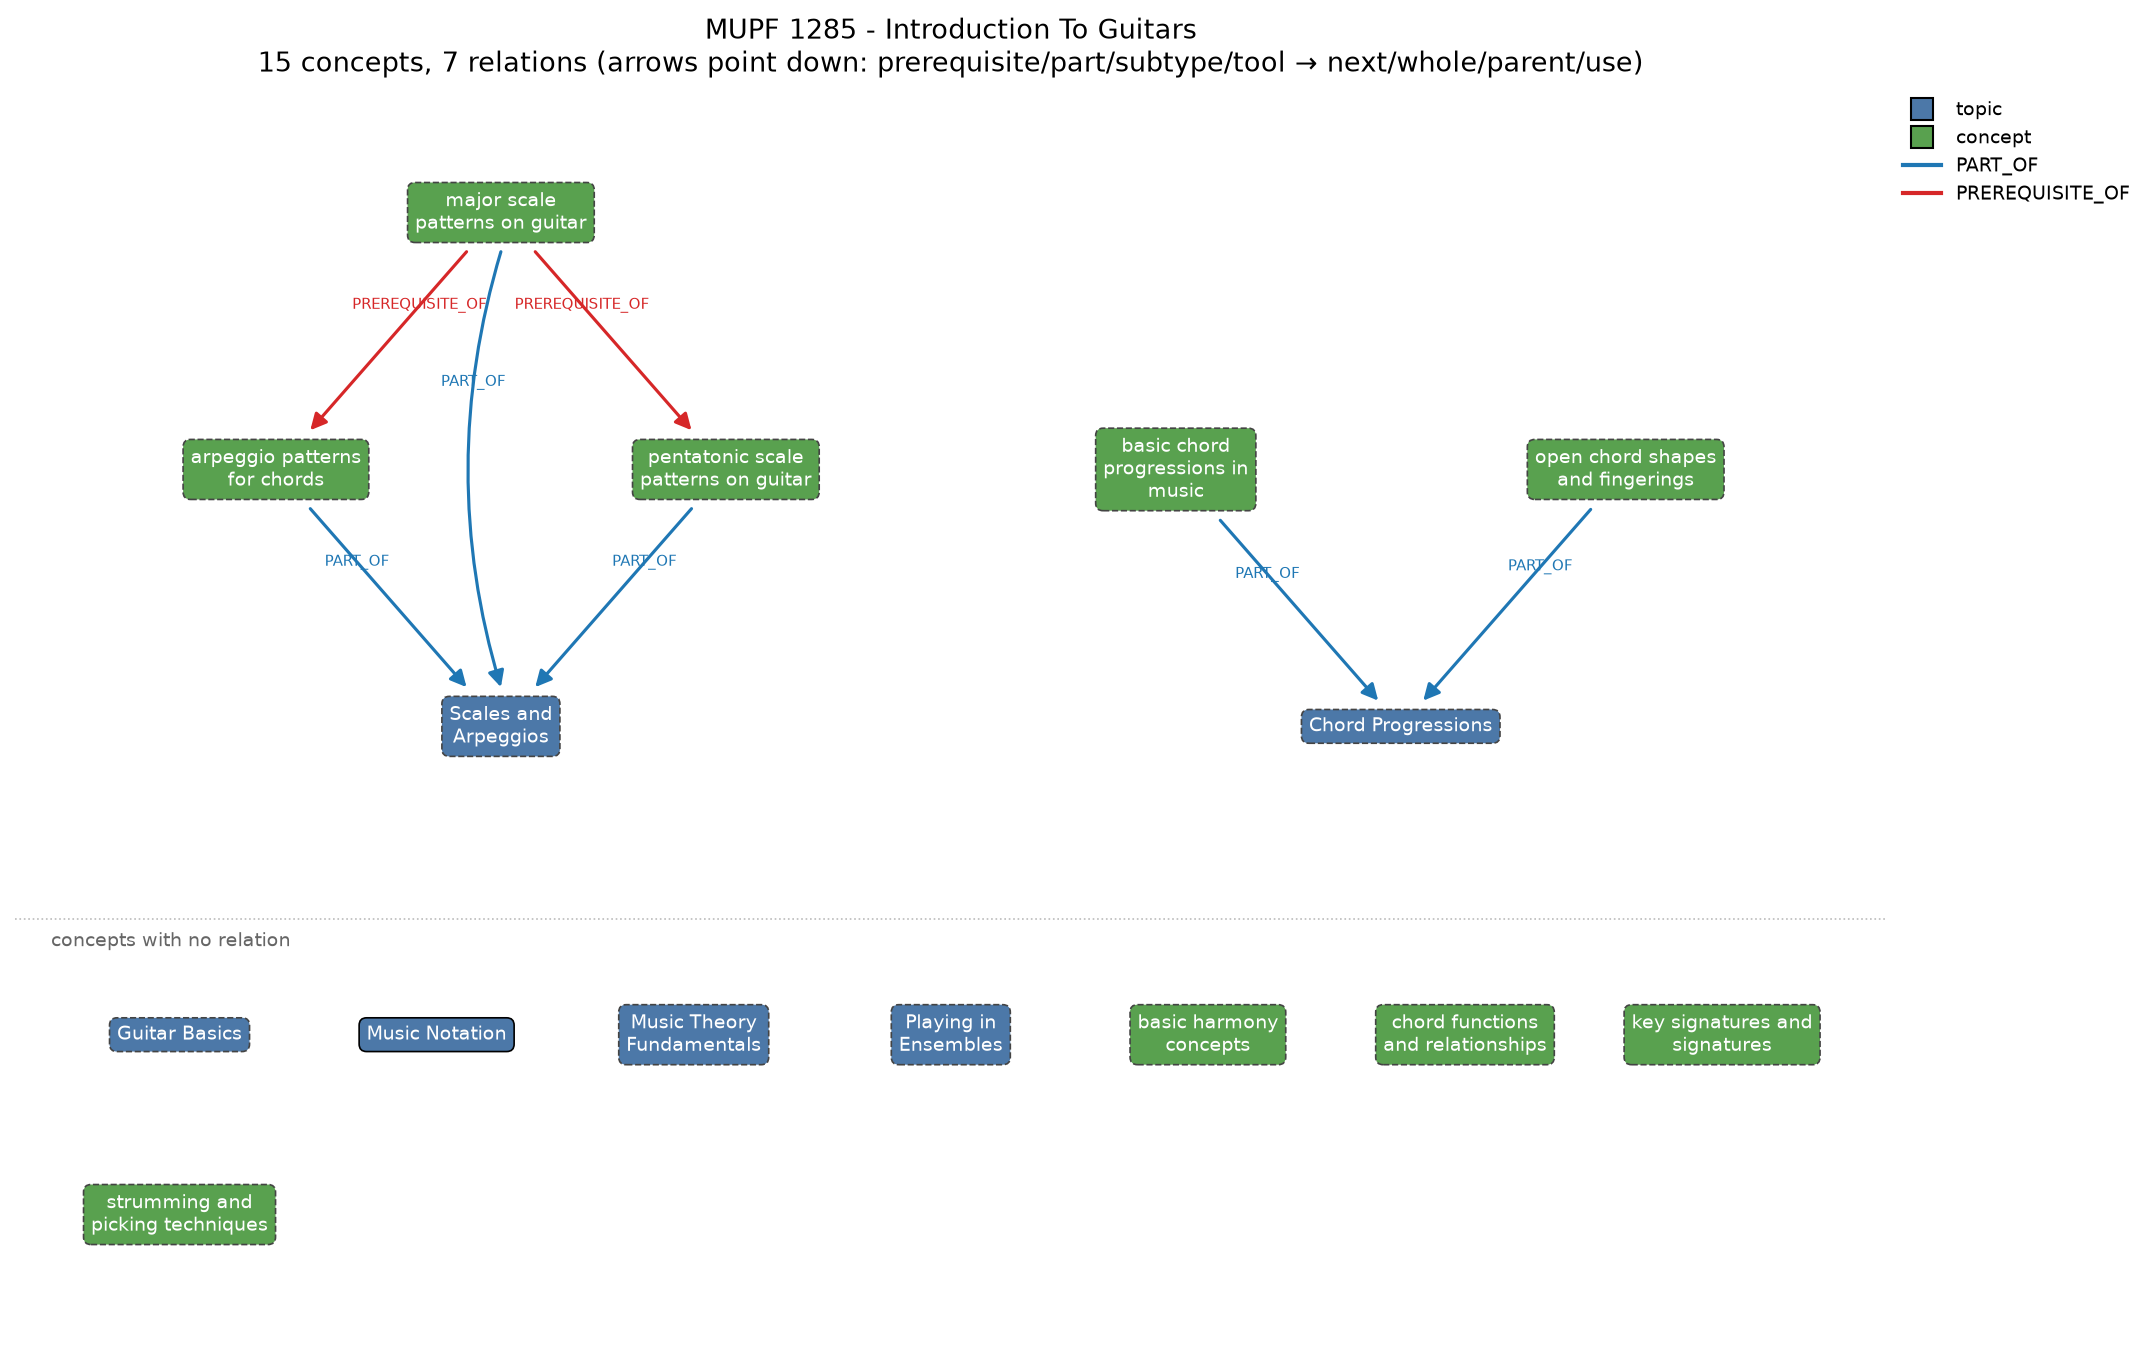 MUPF 1285 - Introduction To Guitars
15 concepts, 7 relations (arrows point down: prerequisite/part/subtype/tool → next/whole/parent/use)
topic
concept
PART_OF
PREREQUISITE_OF
major scale
patterns on guitar
PREREQUISITE_OF
PREREQUISITE_OF
PART_OF
arpeggio patterns
for chords
pentatonic scale
patterns on guitar
basic chord
progressions in
music
open chord shapes
and fingerings
PART_OF
PART_OF
PART_OF
PART_OF
Scales and
Arpeggios
Chord Progressions
concepts with no relation
Guitar Basics
Music Notation
Music Theory
Fundamentals
Playing in
Ensembles
basic harmony
concepts
chord functions
and relationships
key signatures and
signatures
strumming and
picking techniques